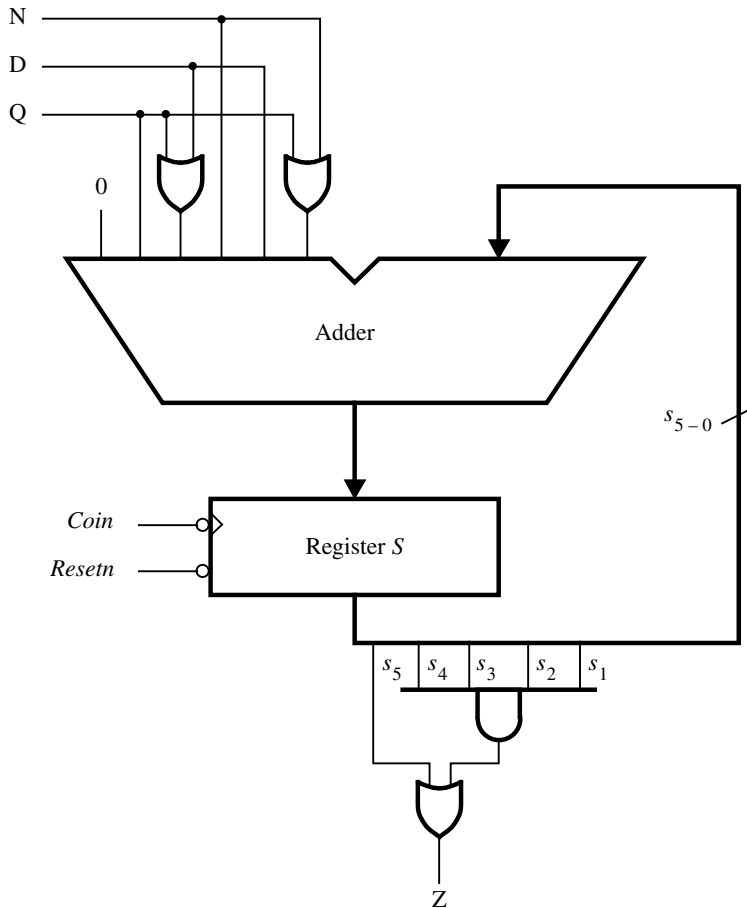 N
D
Q
0
Adder
s5 – 0
Coin
Register S
Resetn
s5 s4 s3 s2 s1
Z